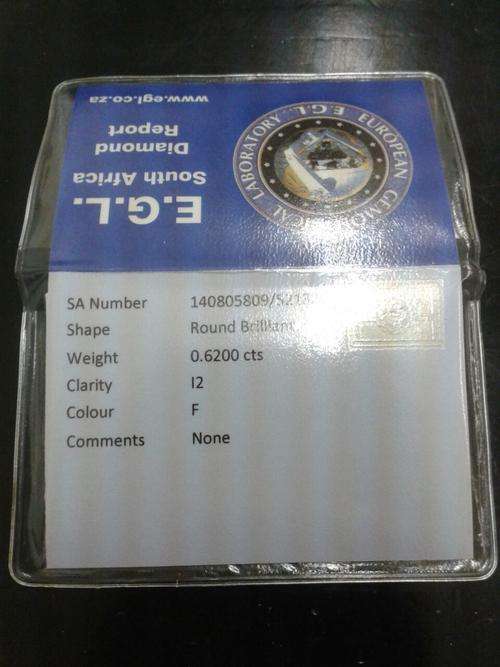 www.egl.co.za
E.G.L.
South Africa
Diamond
Report
EUROPEAN GEMOLOGICAL LABORATORY
E.G.L.
SA Number 140805809/
Shape Round Brilliant
Weight 0.6200 cts
Clarity I2
Colour F
Comments None